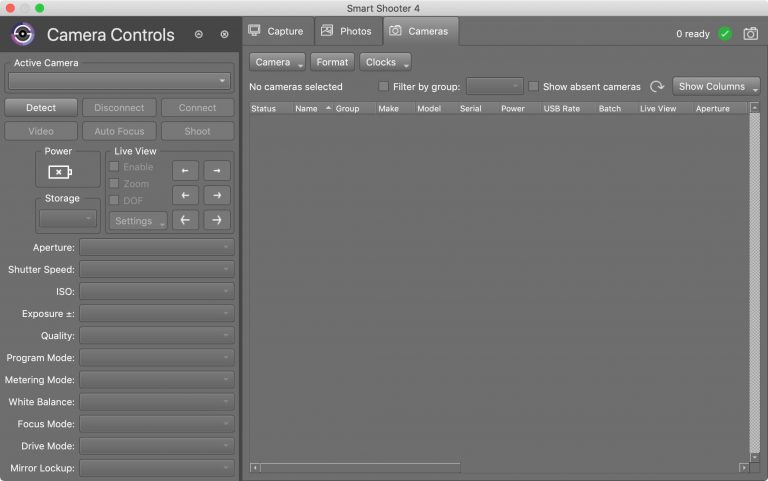 Smart Shooter 4
Camera Controls
Active Camera
Detect Disconnect Connect
Video Auto Focus Shoot
Power
Storage
Live View
Enable
Zoom
DOF
Settings
Aperture:
Shutter Speed:
ISO:
Exposure ±:
Quality:
Program Mode:
Metering Mode:
White Balance:
Focus Mode:
Drive Mode:
Mirror Lockup:
Capture Photos Cameras
0 ready
Camera Format Clocks
No cameras selected Filter by group: Show absent cameras Show Columns
Status Name Group Make Model Serial Power USB Rate Batch Live View Aperture